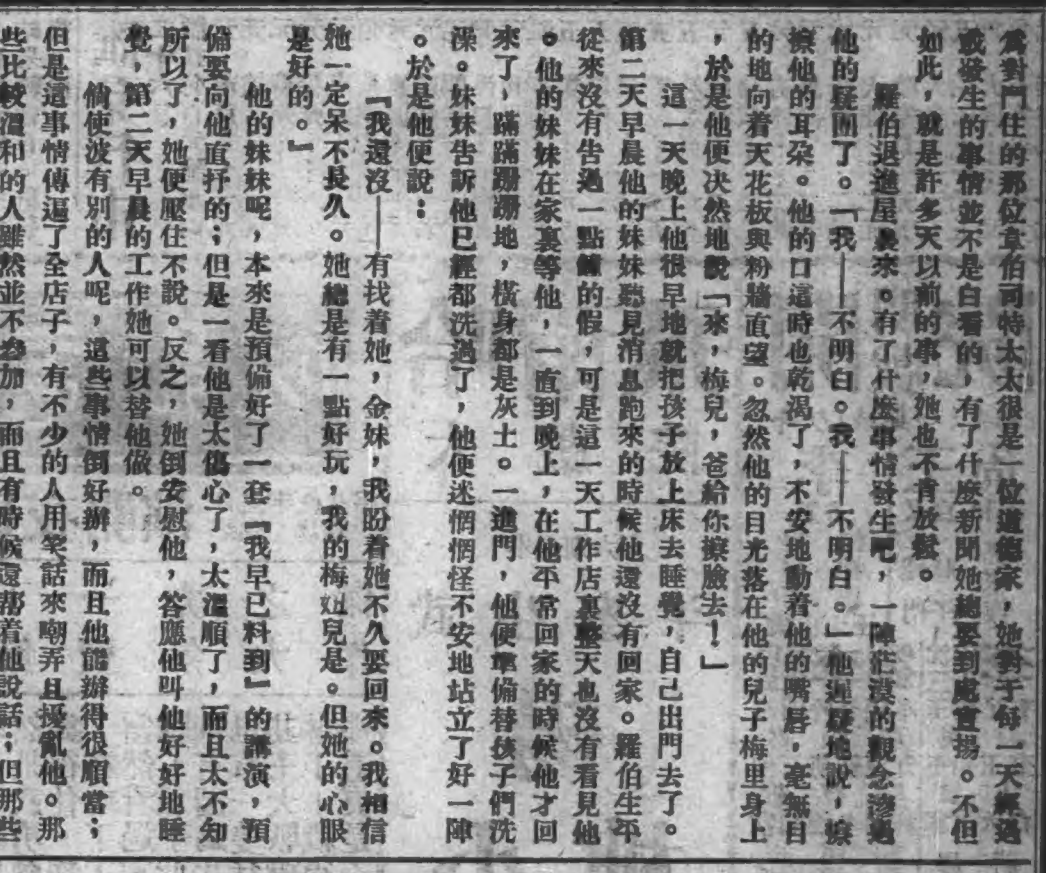 爲對門住的那位韋伯司特太太很是一位道德家，她對于每一天經過
或發生的事情並不是白看的，有了什麼新聞她總要到處宣揚。不但
如此，就是許多天以前的事，她也不肯放鬆。
羅伯退進屋裏來。有了什麼事情發生吧，一陣茫漠的觀念滲過
他的疑團了。「我——不明白。我——不明白。」他遲疑地說，擦
擦他的耳朶。他的口這時也乾渴了，不安地動着他的嘴唇，毫無目
的地向着天花板與粉牆直望。忽然他的目光落在他的兒子梅里身上
，於是他便决然地說「來，梅兒，爸給你擦臉去！」
這一天晚上他很早地就把孩子放上床去睡覺，自己出門去了。
第二天早晨他的妹妹聽見消息跑來的時候他還沒有回家。羅伯生平
從來沒有告過一點鐘的假，可是這一天工作店裏整天也沒有看見他
。他的妹妹在家裏等他，一直到晚上，在他平常回家的時候他才回
來了，蹣蹣跚跚地，橫身都是灰土。一進門，他便準備替孩子們洗
澡。妹妹告訴他已經都洗過了，他便迷惘惘怪不安地站立了好一陣
。於是他便說：
『我還沒——有找着她，金妹，我盼着她不久要回來。我相信
她一定呆不長久。她總是有一點好玩，我的梅妞兒是。但她的心眼
是好的。』
他的妹妹呢，本來是預備好了一套『我早已料到』的講演，預
備要向他直抒的；但是一看他是太傷心了，太溫順了，而且太不知
所以了，她便壓住不說。反之，她倒安慰他，答應他叫他好好地睡
覺，第二天早晨的工作她可以替他做。
倘使沒有別的人呢，這些事情倒好辦，而且他能辦得很順當；
但是這事情傳遍了全店子，有不少的人用笑話來嘲弄且擾亂他。那
些比較溫和的人雖然並不參加，而且有時候還幫着他說話；但那些